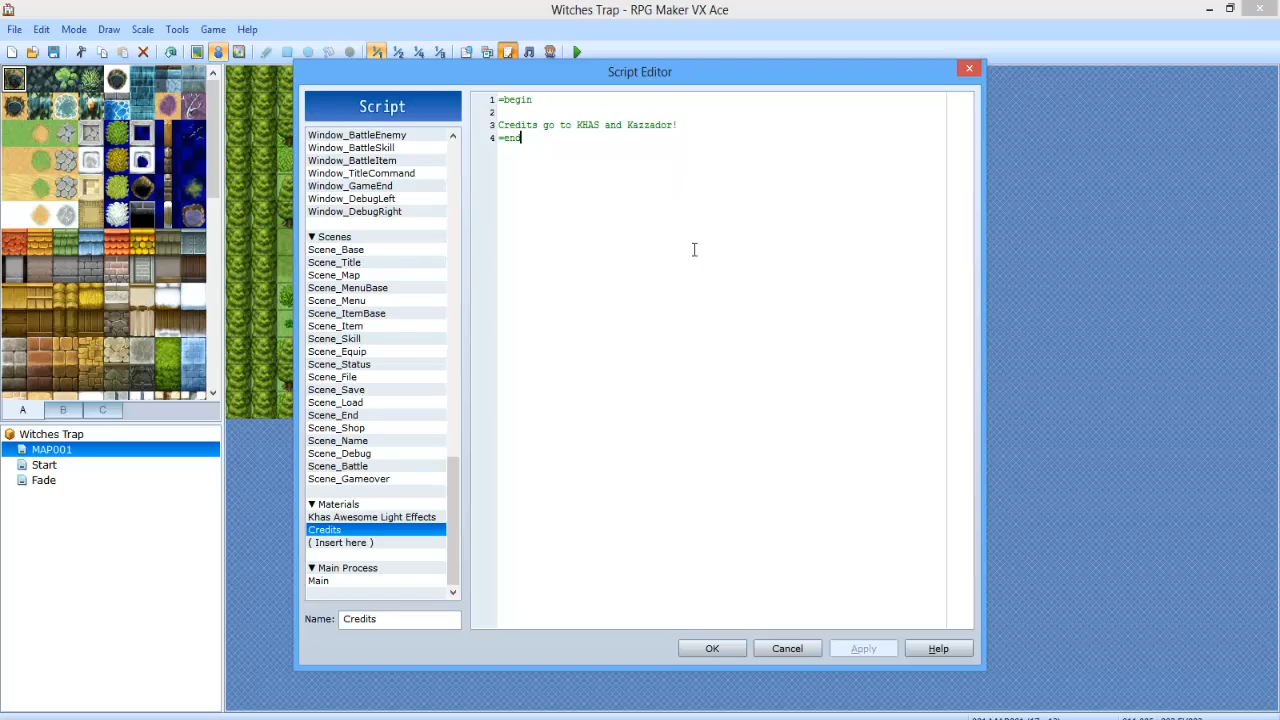 Witches Trap - RPG Maker VX Ace
File Edit Mode Draw Scale Tools Game Help
Script Editor
Script
Window_BattleEnemy
Window_BattleSkill
Window_BattleItem
Window_TitleCommand
Window_GameEnd
Window_DebugLeft
Window_DebugRight
▼ Scenes
Scene_Base
Scene_Title
Scene_Map
Scene_MenuBase
Scene_Menu
Scene_ItemBase
Scene_Item
Scene_Skill
Scene_Equip
Scene_Status
Scene_File
Scene_Save
Scene_Load
Scene_End
Scene_Shop
Scene_Name
Scene_Debug
Scene_Battle
Scene_Gameover
▼ Materials
Khas Awesome Light Effects
Credits
( Insert here )
▼ Main Process
Main
Name: Credits
1 =begin
2
3 Credits go to KHAS and Kazzador!
4 =end
OK Cancel Apply Help
A B C
Witches Trap
MAP001
Start
Fade